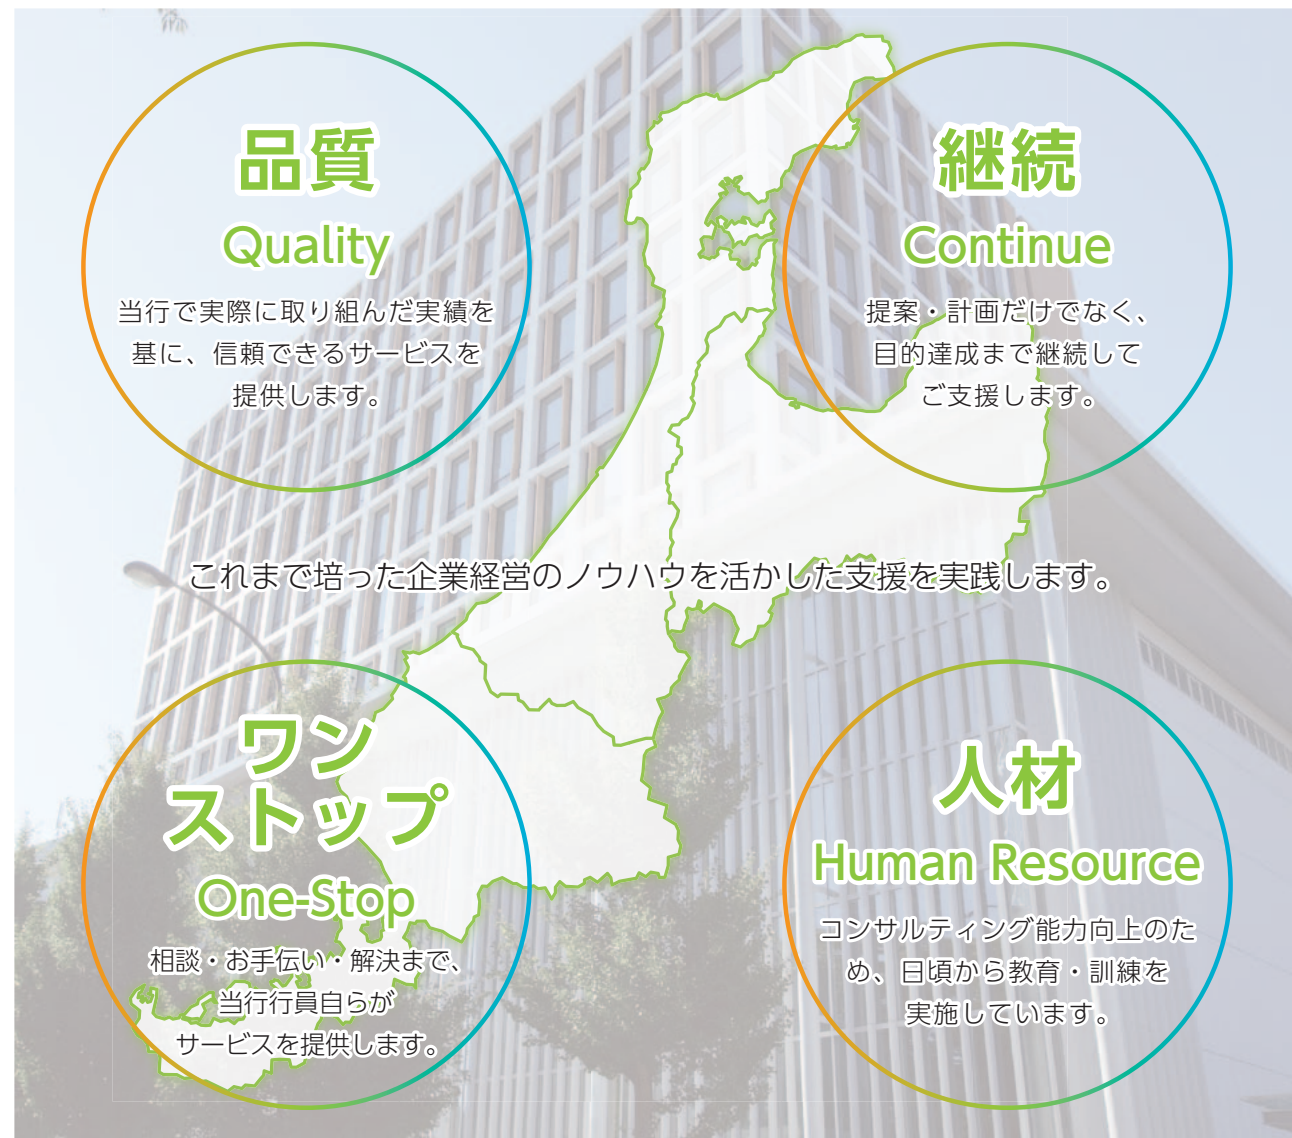 品質
Quality
当行で実際に取り組んだ実績を
基に、信頼できるサービスを
提供します。
継続
Continue
提案・計画だけでなく、
目的達成まで継続して
ご支援します。
これまで培った企業経営のノウハウを活かした支援を実践します。
ワン
ストップ
One-Stop
相談・お手伝い・解決まで、
当行行員自らが
サービスを提供します。
人材
Human Resource
コンサルティング能力向上のた
め、日頃から教育・訓練を
実施しています。